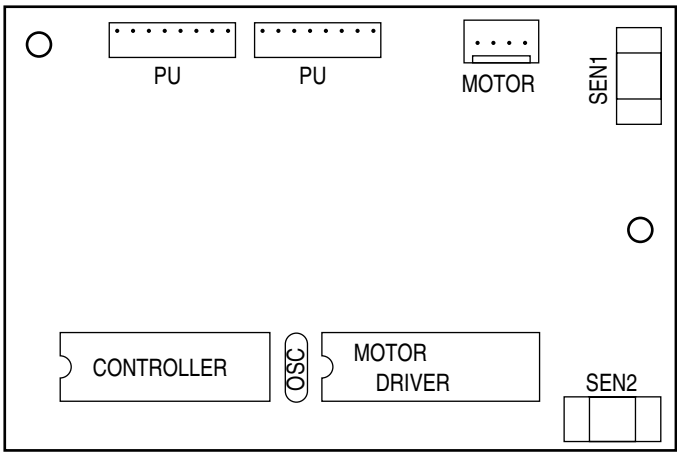 PU
PU
MOTOR
SEN1
CONTROLLER
OSC
MOTOR
DRIVER
SEN2